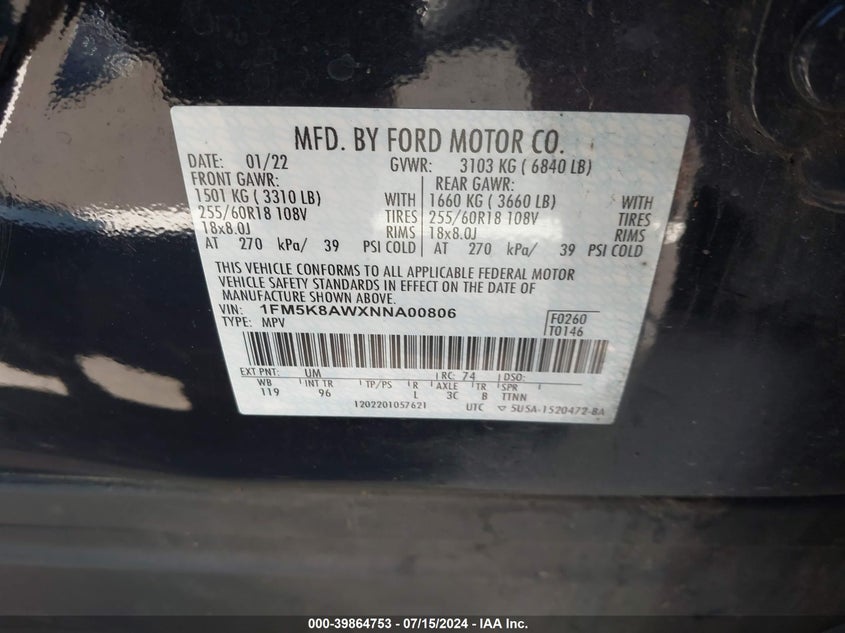 MFD. BY FORD MOTOR CO.
DATE: 01/22 GVWR: 3103 KG ( 6840 LB)
FRONT GAWR: REAR GAWR:
1501 KG ( 3310 LB) WITH 1660 KG ( 3660 LB) WITH
255/60R18 108V TIRES 255/60R18 108V TIRES
18x8.0J RIMS 18x8.0J RIMS
AT 270 kPa/ 39 PSI COLD AT 270 kPa/ 39 PSI COLD
THIS VEHICLE CONFORMS TO ALL APPLICABLE FEDERAL MOTOR
VEHICLE SAFETY STANDARDS IN EFFECT ON THE DATE OF
MANUFACTURE SHOWN ABOVE.
VIN: 1FM5K8AWXNNA00806 F0260
TYPE: MPV T0146
EXT PNT: UM RC: 74 DSO:
WB INT TR TP/PS R AXLE TR SPR
119 96 L 3C B TTNN
1202201057621 UTC ▽ 5U5A-1520472-BA
000-39864753 - 07/15/2024 - IAA Inc.